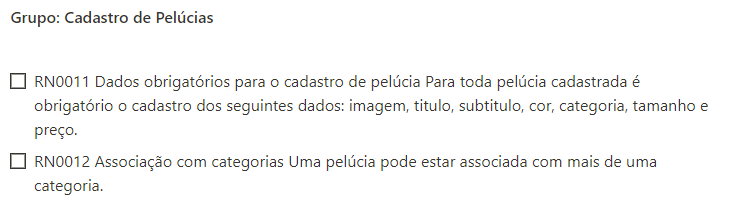 Grupo: Cadastro de Pelúcias
RN0011 Dados obrigatórios para o cadastro de pelúcia Para toda pelúcia cadastrada é
obrigatório o cadastro dos seguintes dados: imagem, titulo, subtitulo, cor, categoria, tamanho e
preço.
RN0012 Associação com categorias Uma pelúcia pode estar associada com mais de uma
categoria.